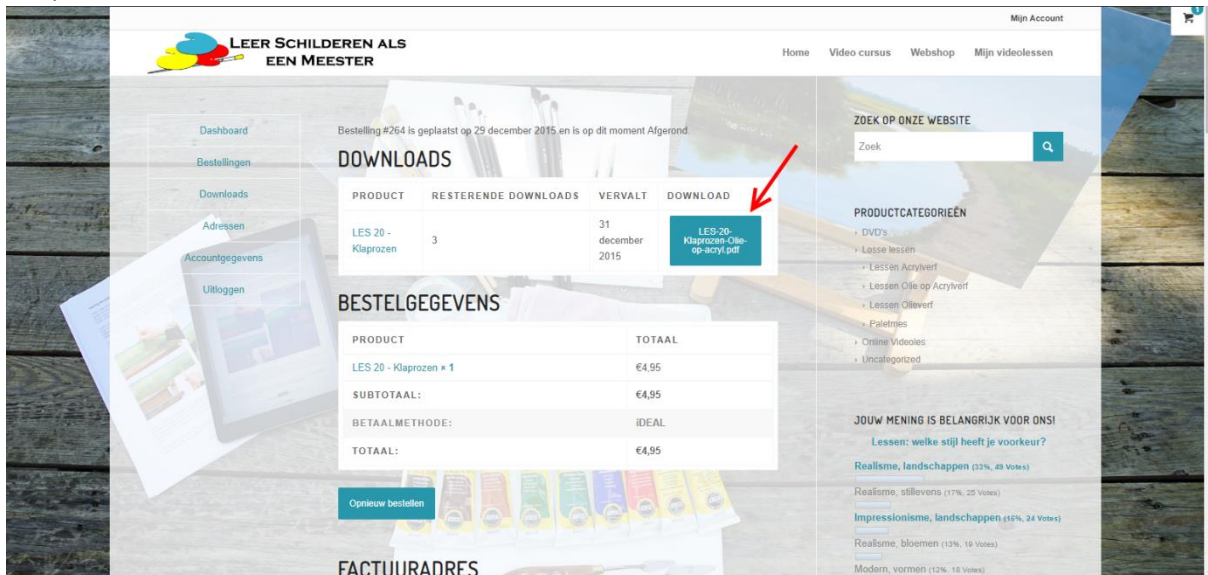 1
Mijn Account
LEER SCHILDEREN ALS
EEN MEESTER
Home Video cursus Webshop Mijn videolessen
Dashboard
Bestellingen
Downloads
Adressen
Accountgegevens
Uitloggen
Bestelling #264 is geplaatst op 29 december 2015 en is op dit moment Afgerond.
DOWNLOADS
PRODUCT RESTERENDE DOWNLOADS VERVALT DOWNLOAD
LES 20 -
Klaprozen
3
31
december
2015
LES-20-
Klaprozen-Olie-
op-acryl.pdf
BESTELGEGEVENS
PRODUCT TOTAAL
LES 20 - Klaprozen × 1 €4,95
SUBTOTAAL: €4,95
BETAALMETHODE: iDEAL
TOTAAL: €4,95
Opnieuw bestellen
FACTUURADRES
ZOEK OP ONZE WEBSITE
Zoek
PRODUCTCATEGORIEËN
› DVD's
› Losse lessen
› Lessen Acrylverf
› Lessen Olie op Acrylverf
› Lessen Olieverf
› Paletmes
› Online Videoles
› Uncategorized
JOUW MENING IS BELANGRIJK VOOR ONS!
Lessen: welke stijl heeft je voorkeur?
Realisme, landschappen (33%, 49 Votes)
Realisme, stillevens (17%, 25 Votes)
Impressionisme, landschappen (16%, 24 Votes)
Realisme, bloemen (13%, 19 Votes)
Modern, vormen (12%, 18 Votes)